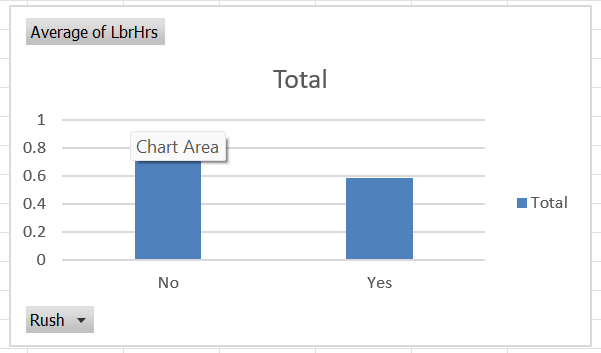 Average of LbrHrs
Total
1
0.8
Chart Area
0.6
0.4
0.2
0
No
Yes
Total
Rush